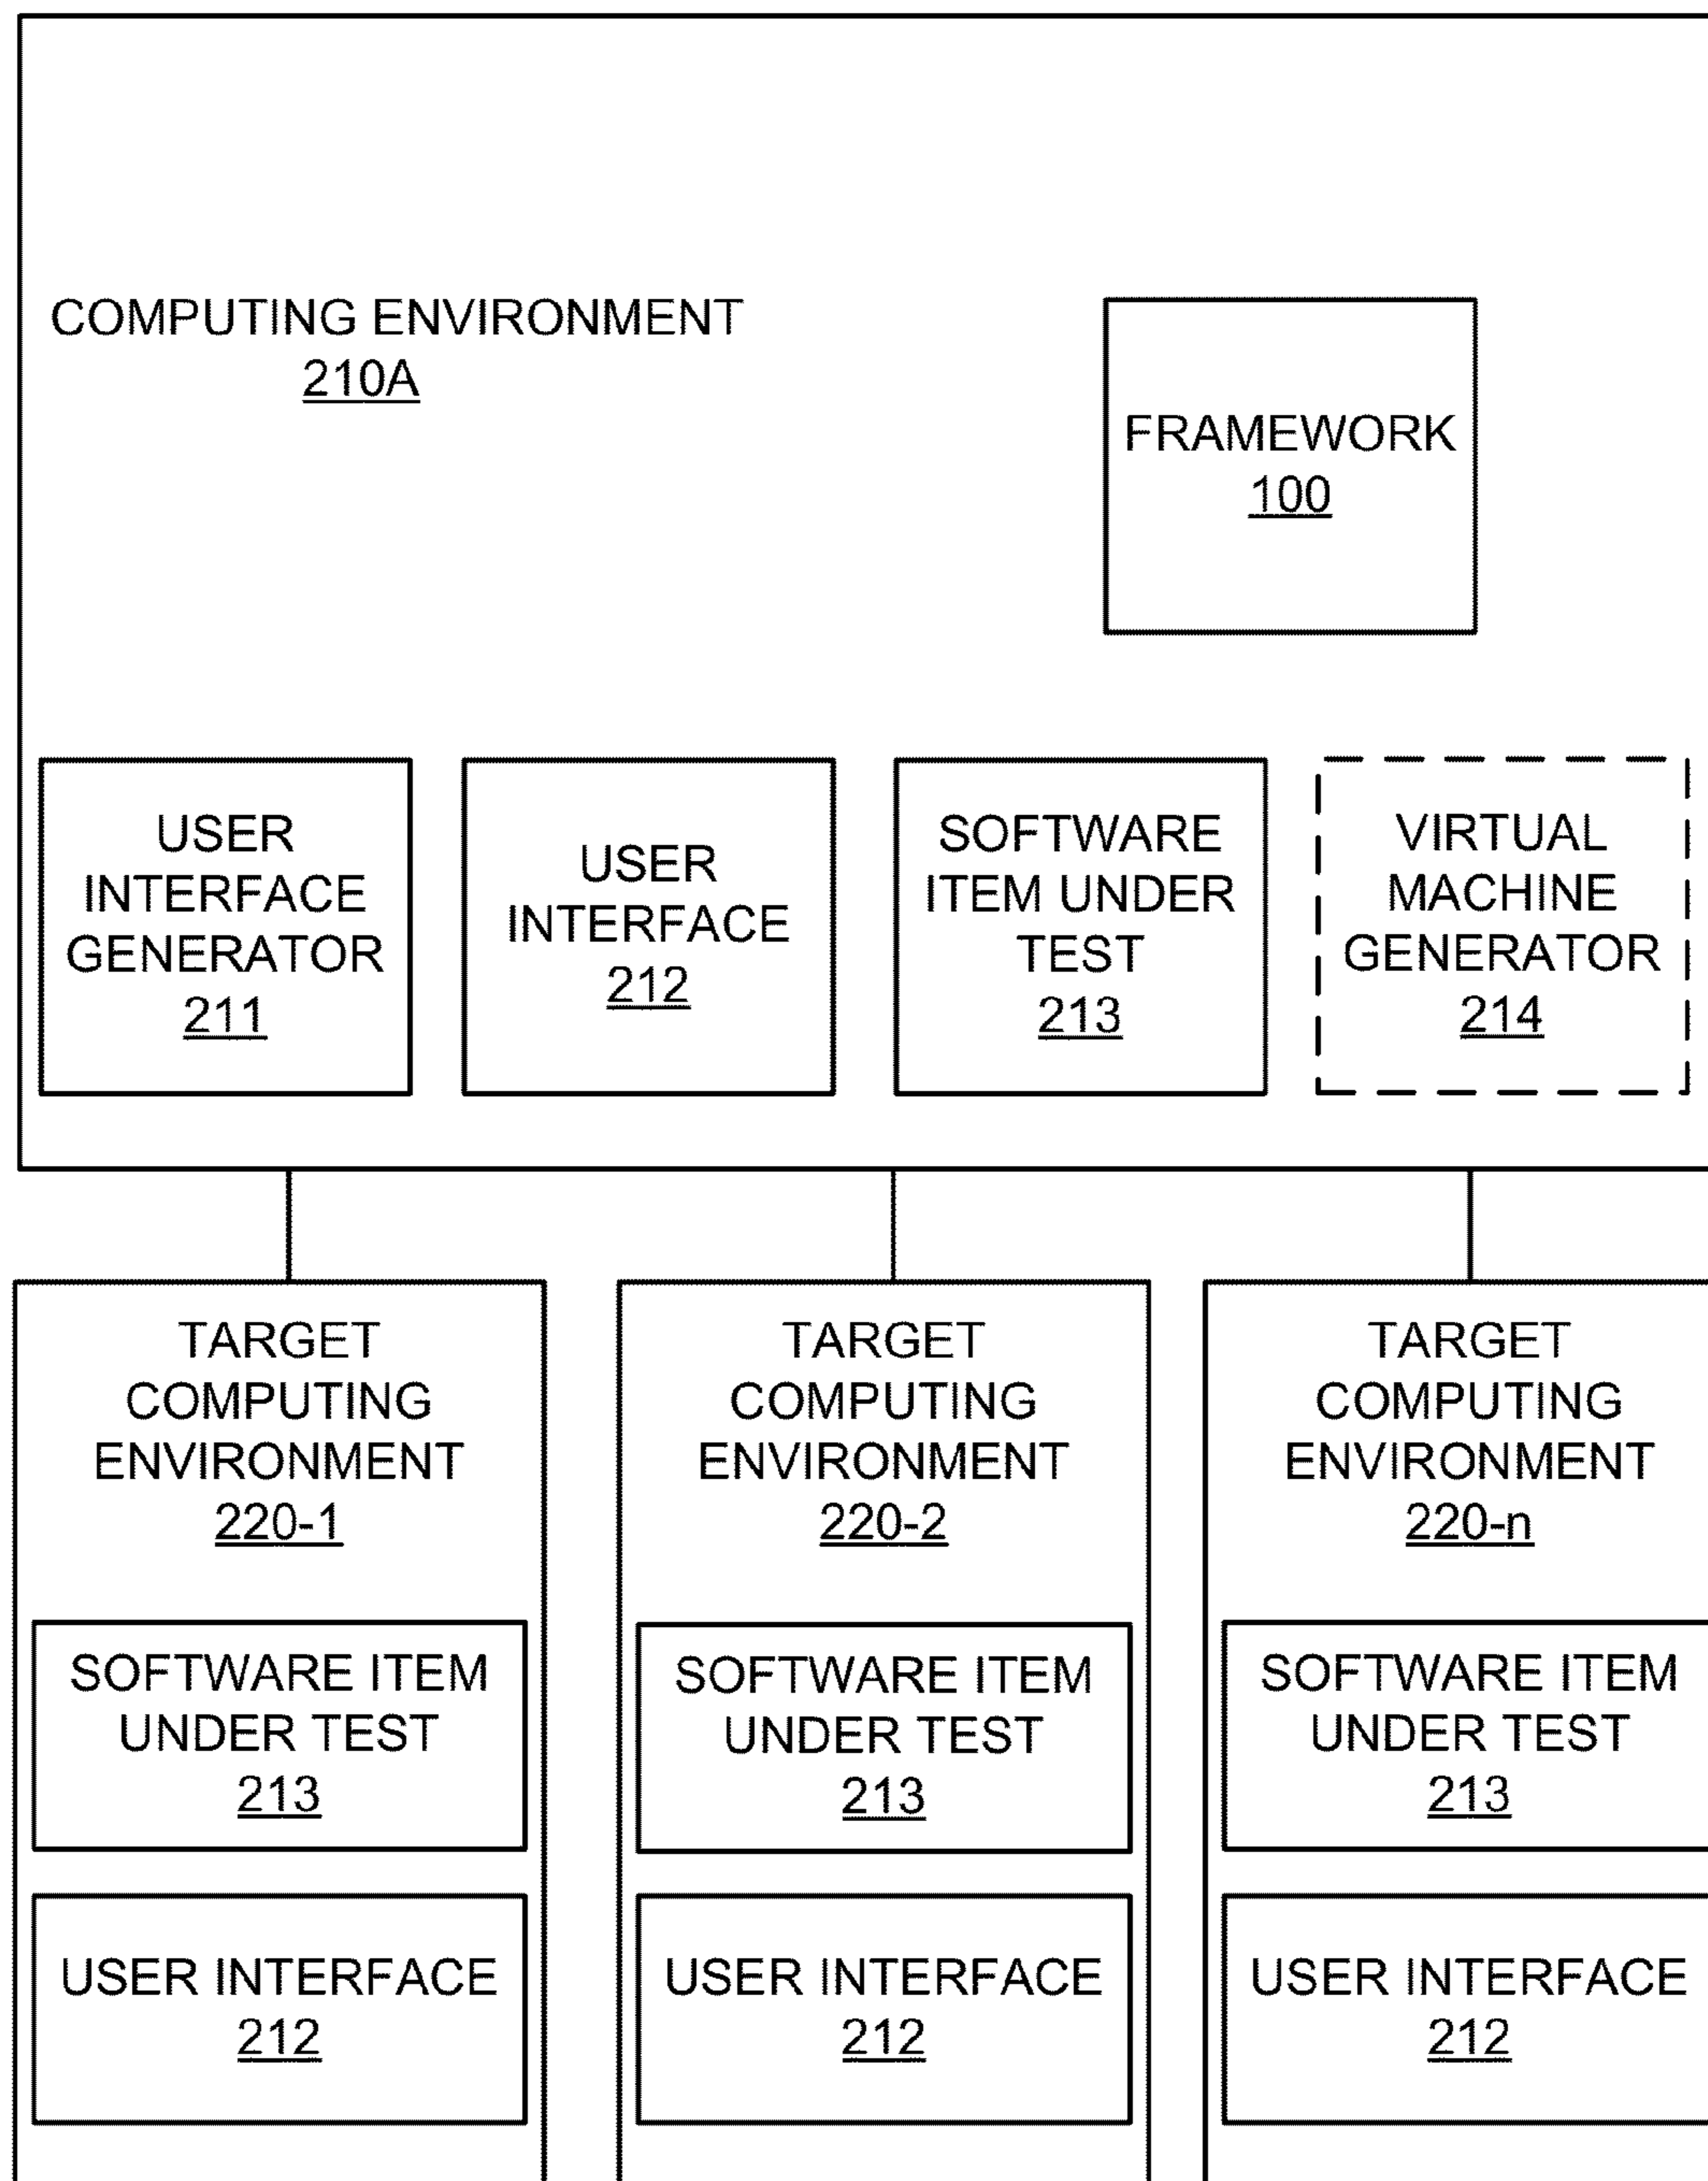 COMPUTING ENVIRONMENT
210A
FRAMEWORK
100
USER
INTERFACE
GENERATOR
211
USER
INTERFACE
212
SOFTWARE
ITEM UNDER
TEST
213
VIRTUAL
MACHINE
GENERATOR
214
TARGET
COMPUTING
ENVIRONMENT
220-1
SOFTWARE ITEM
UNDER TEST
213
USER INTERFACE
212
TARGET
COMPUTING
ENVIRONMENT
220-2
SOFTWARE ITEM
UNDER TEST
213
USER INTERFACE
212
TARGET
COMPUTING
ENVIRONMENT
220-n
SOFTWARE ITEM
UNDER TEST
213
USER INTERFACE
212